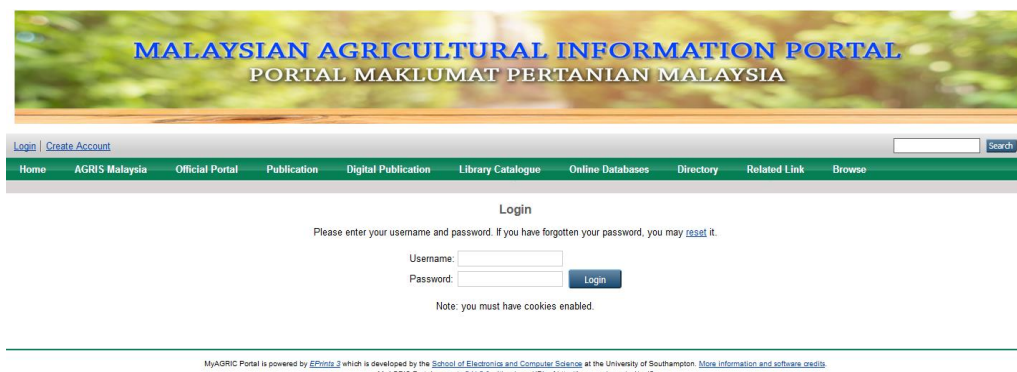 MALAYSIAN AGRICULTURAL INFORMATION PORTAL
PORTAL MAKLUMAT PERTANIAN MALAYSIA
Login | Create Account
Search
Home AGRIS Malaysia Official Portal Publication Digital Publication Library Catalogue Online Databases Directory Related Link Browse
Login
Please enter your username and password. If you have forgotten your password, you may reset it.
Username:
Password:
Login
Note: you must have cookies enabled.
MyAGRIC Portal is powered by EPrints 3 which is developed by the School of Electronics and Computer Science at the University of Southampton. More information and software credits.